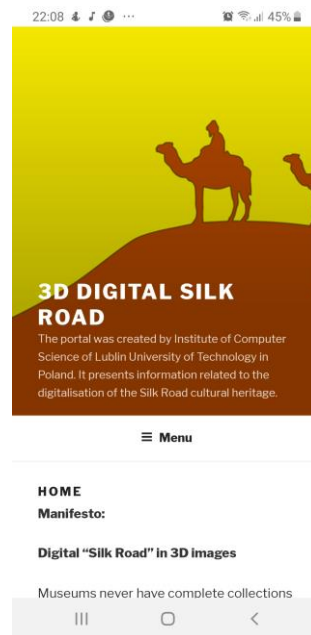 22:08 ... 45%
3D DIGITAL SILK
ROAD
The portal was created by Institute of Computer
Science of Lublin University of Technology in
Poland. It presents information related to the
digitalisation of the Silk Road cultural heritage.
☰ Menu
HOME
Manifesto:
Digital “Silk Road” in 3D images
Museums never have complete collections